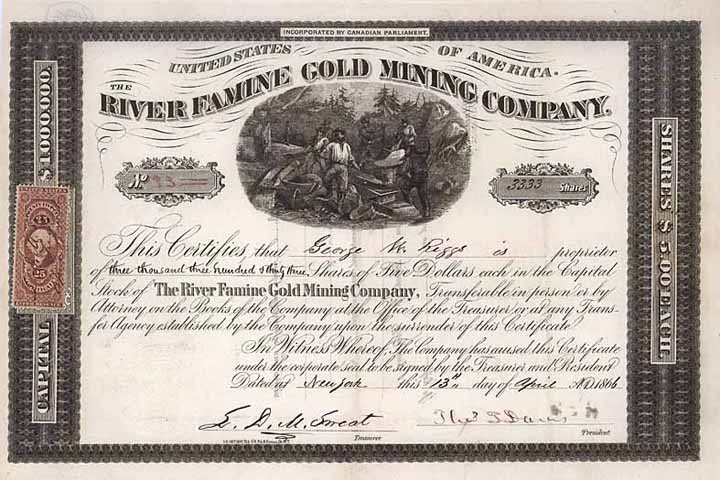 INCORPORATED BY CANADIAN PARLIAMENT.
UNITED STATES OF AMERICA.
THE
RIVER FAMINE GOLD MINING COMPANY.
CAPITAL $1000.000.
SHARES $5.00 EACH.
No 93
3333 Shares
25
This Certifies, that George W. Riggs is proprietor
of three thousand three hundred & thirty three Shares of Five Dollars each in the Capital
Stock of The River Famine Gold Mining Company, Transferable in person or by
Attorney on the Books of the Company at the Office of the Treasurer or at any Trans-
fer Agency established by the Company upon the surrender of this Certificate
In Witness Whereof, The Company has caused this Certificate
under the corporate seal to be signed by the Treasurer and President
Dated at New York this 13th day of April A.D. 1866
L. D. M. Sweat
Treasurer
President